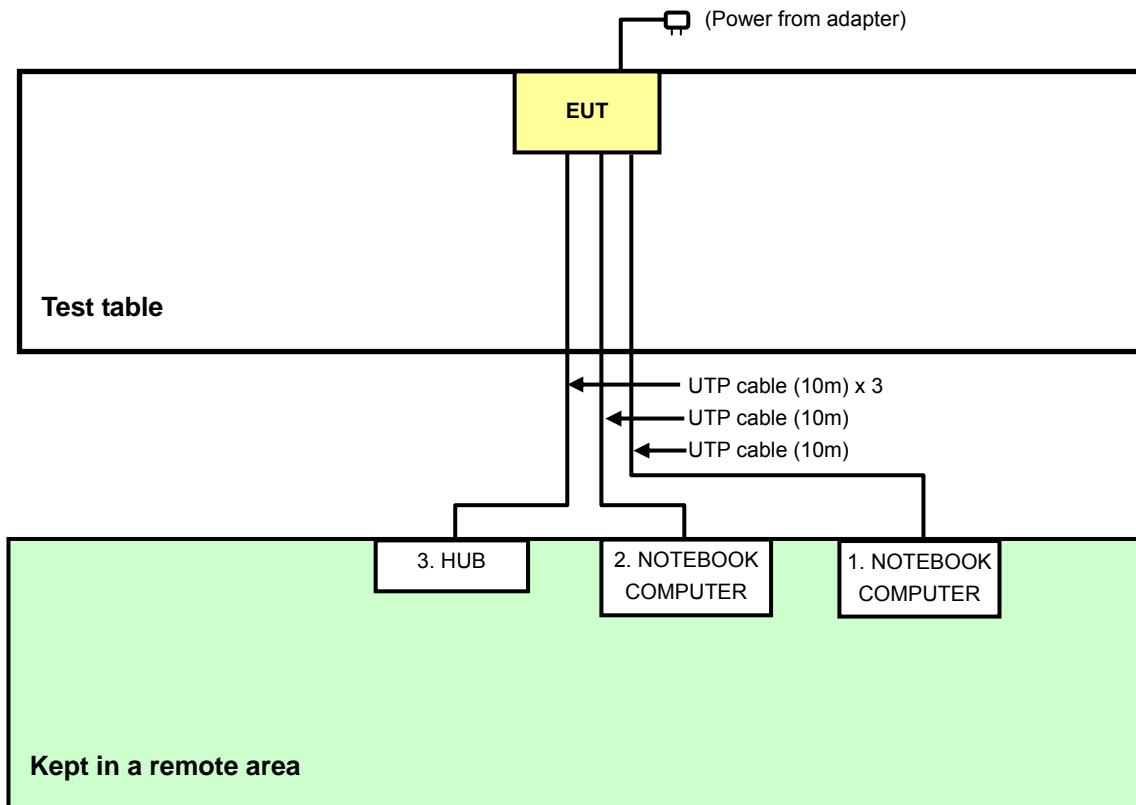 (Power from adapter)
EUT
Test table
UTP cable (10m) x 3
UTP cable (10m)
UTP cable (10m)
3. HUB
2. NOTEBOOK
COMPUTER
1. NOTEBOOK
COMPUTER
Kept in a remote area